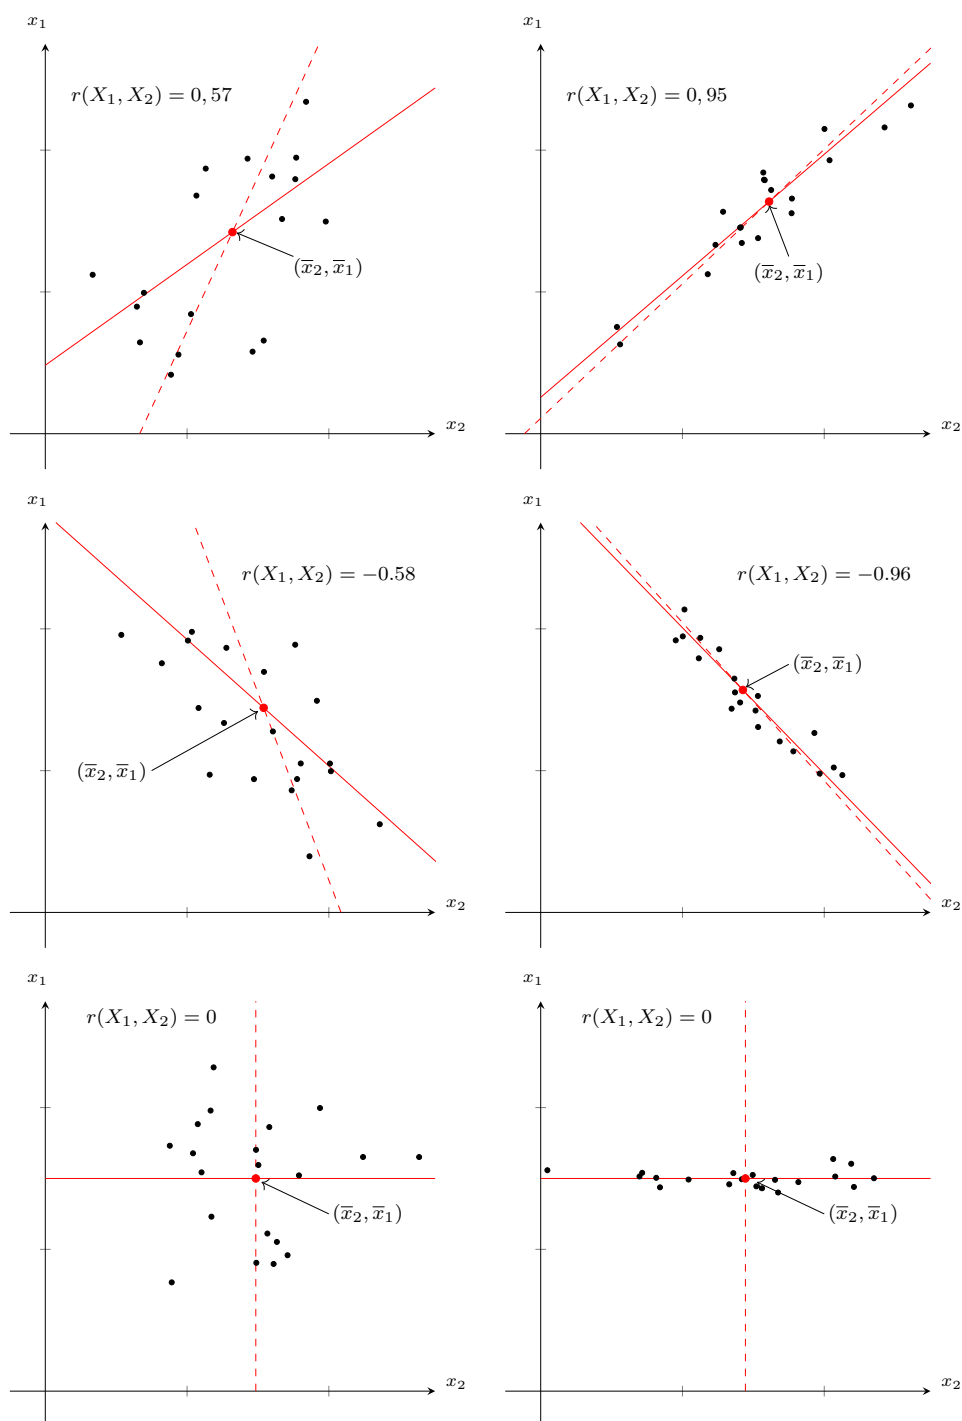 x₁ x₁
r(X₁, X₂) = 0, 57 r(X₁, X₂) = 0, 95
(x̅₂, x̅₁) (x̅₂, x̅₁)
x₂ x₂
x₁ x₁
r(X₁, X₂) = −0.58 r(X₁, X₂) = −0.96
(x̅₂, x̅₁)
(x̅₂, x̅₁)
x₂ x₂
x₁ x₁
r(X₁, X₂) = 0 r(X₁, X₂) = 0
(x̅₂, x̅₁) (x̅₂, x̅₁)
x₂ x₂